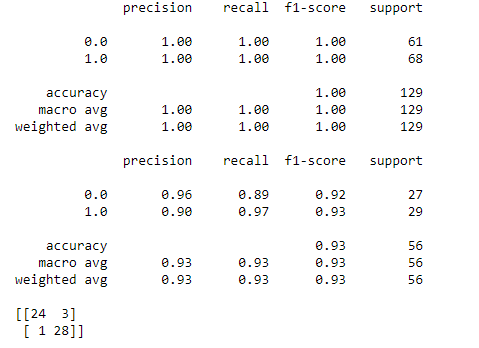 precision recall f1-score support
0.0 1.00 1.00 1.00 61
1.0 1.00 1.00 1.00 68
accuracy 1.00 129
macro avg 1.00 1.00 1.00 129
weighted avg 1.00 1.00 1.00 129
precision recall f1-score support
0.0 0.96 0.89 0.92 27
1.0 0.90 0.97 0.93 29
accuracy 0.93 56
macro avg 0.93 0.93 0.93 56
weighted avg 0.93 0.93 0.93 56
[[24 3]
[ 1 28]]